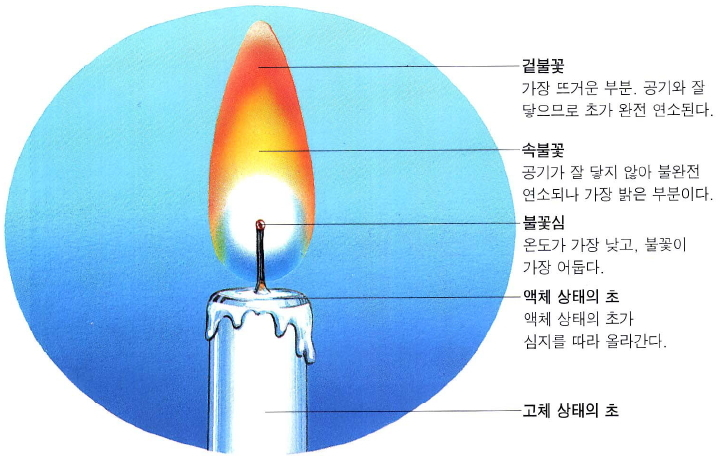 겉불꽃
가장 뜨거운 부분. 공기와 잘
닿으므로 초가 완전 연소된다.
속불꽃
공기가 잘 닿지 않아 불완전
연소되나 가장 밝은 부분이다.
불꽃심
온도가 가장 낮고, 불꽃이
가장 어둡다.
액체 상태의 초
액체 상태의 초가
심지를 따라 올라간다.
고체 상태의 초